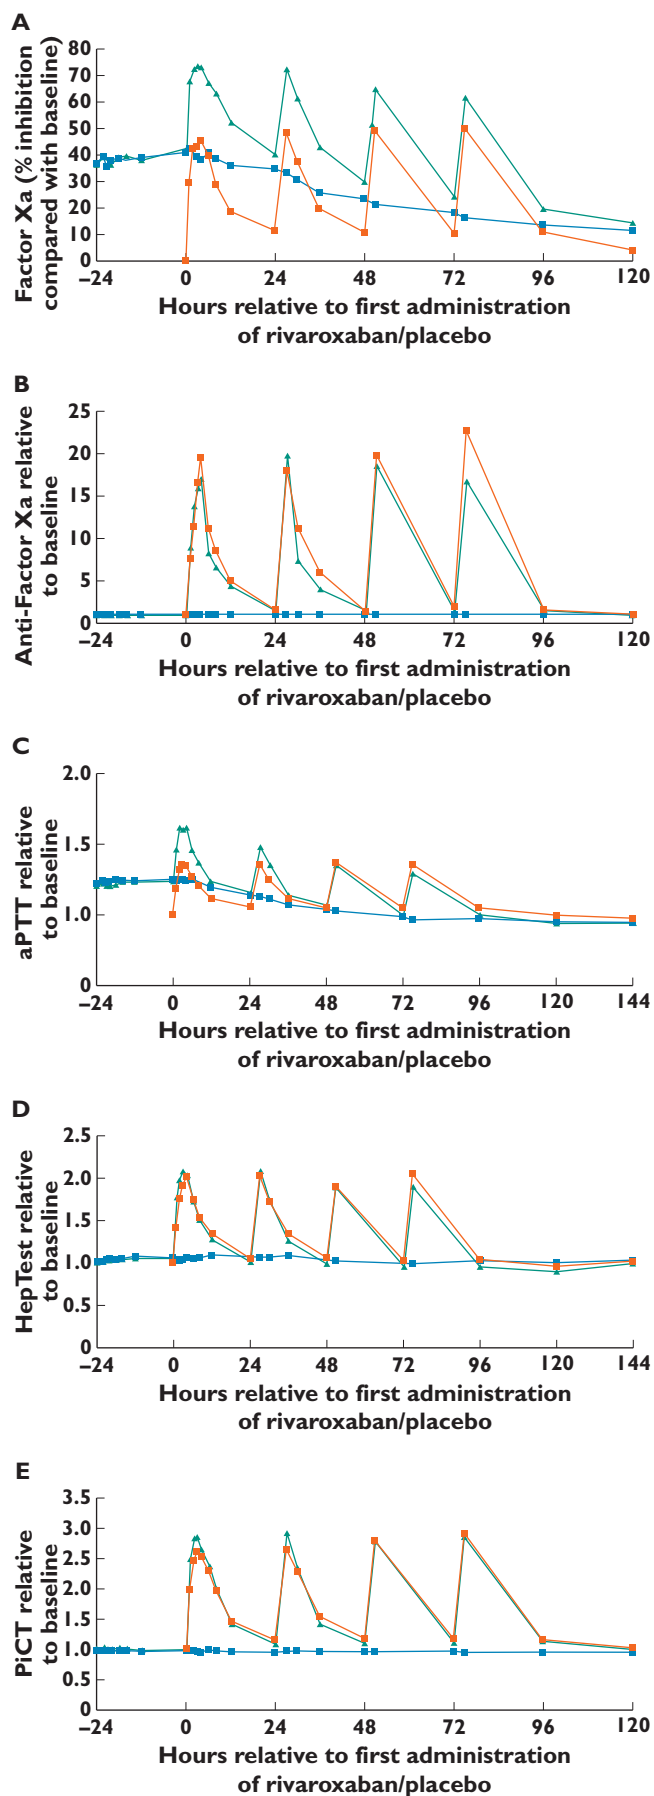 A
Factor Xa (% inhibition
compared with baseline)
80
70
60
50
40
30
20
10
0
−24 0 24 48 72 96 120
Hours relative to first administration
of rivaroxaban/placebo
B
Anti-Factor Xa relative
to baseline
25
20
15
10
5
0
−24 0 24 48 72 96 120
Hours relative to first administration
of rivaroxaban/placebo
C
aPTT relative
to baseline
2.0
1.5
1.0
0
−24 0 24 48 72 96 120 144
Hours relative to first administration
of rivaroxaban/placebo
D
HepTest relative
to baseline
2.5
2.0
1.5
1.0
0.5
0
−24 0 24 48 72 96 120 144
Hours relative to first administration
of rivaroxaban/placebo
E
PiCT relative
to baseline
3.5
3.0
2.5
2.0
1.5
1.0
0.5
0
−24 0 24 48 72 96 120
Hours relative to first administration
of rivaroxaban/placebo